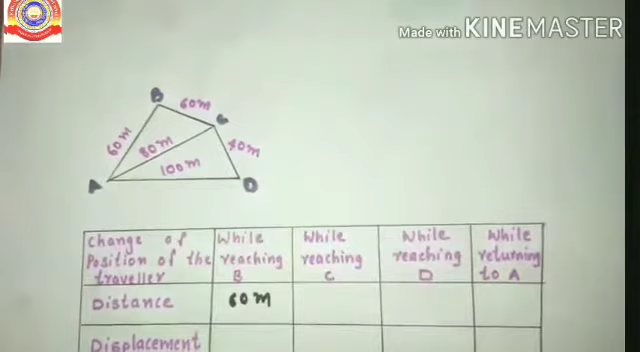 Made with KINEMASTER
B
60m
C
60m
80m
40m
100m
A
D
Change of Position of the traveller
While reaching B
While reaching C
While reaching D
While returning to A
Distance
60m
Displacement